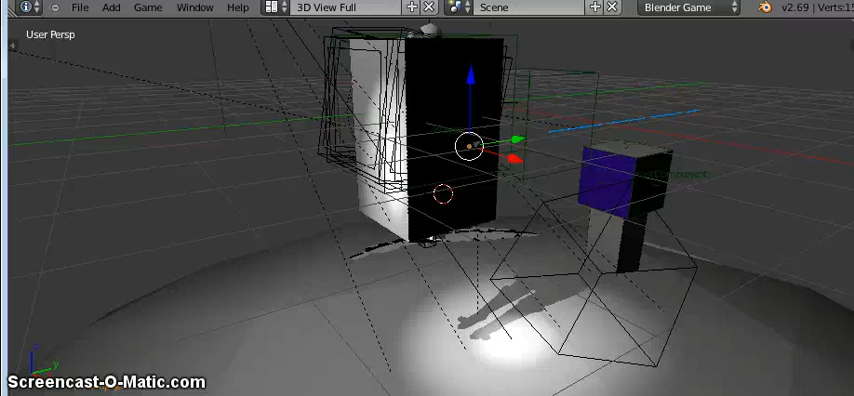 File Add Game Window Help 3D View Full Scene Blender Game v2.69 | Verts:15
User Persp
Screencast-O-Matic.com